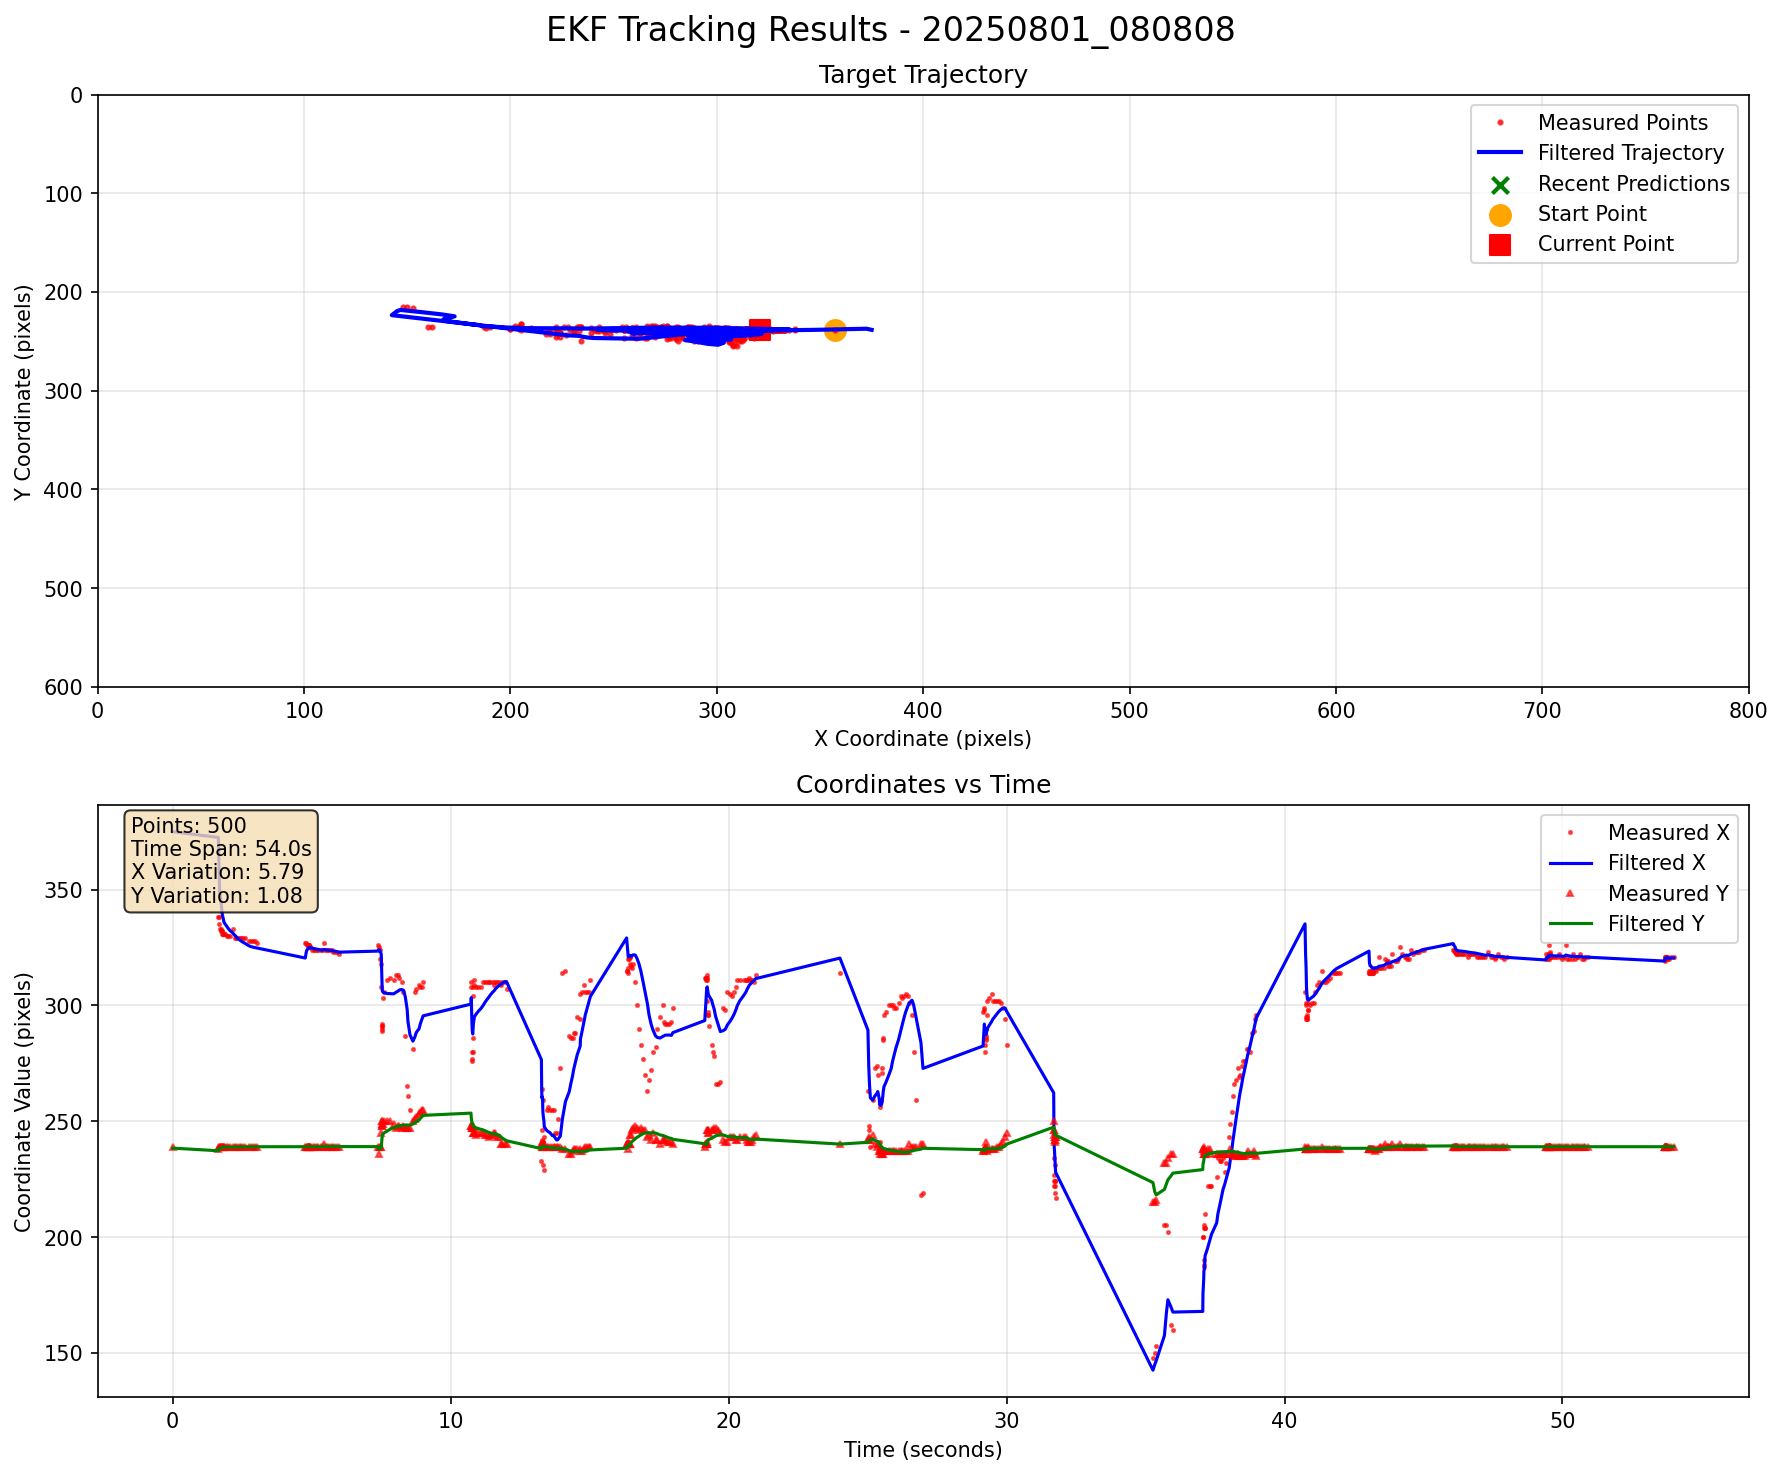 EKF Tracking Results - 20250801_080808
Target Trajectory
0
100
200
300
400
500
600
Y Coordinate (pixels)
Measured Points
Filtered Trajectory
Recent Predictions
Start Point
Current Point
0 100 200 300 400 500 600 700 800
X Coordinate (pixels)
Coordinates vs Time
Points: 500
Time Span: 54.0s
X Variation: 5.79
Y Variation: 1.08
Measured X
Filtered X
Measured Y
Filtered Y
350
300
250
200
150
Coordinate Value (pixels)
0 10 20 30 40 50
Time (seconds)